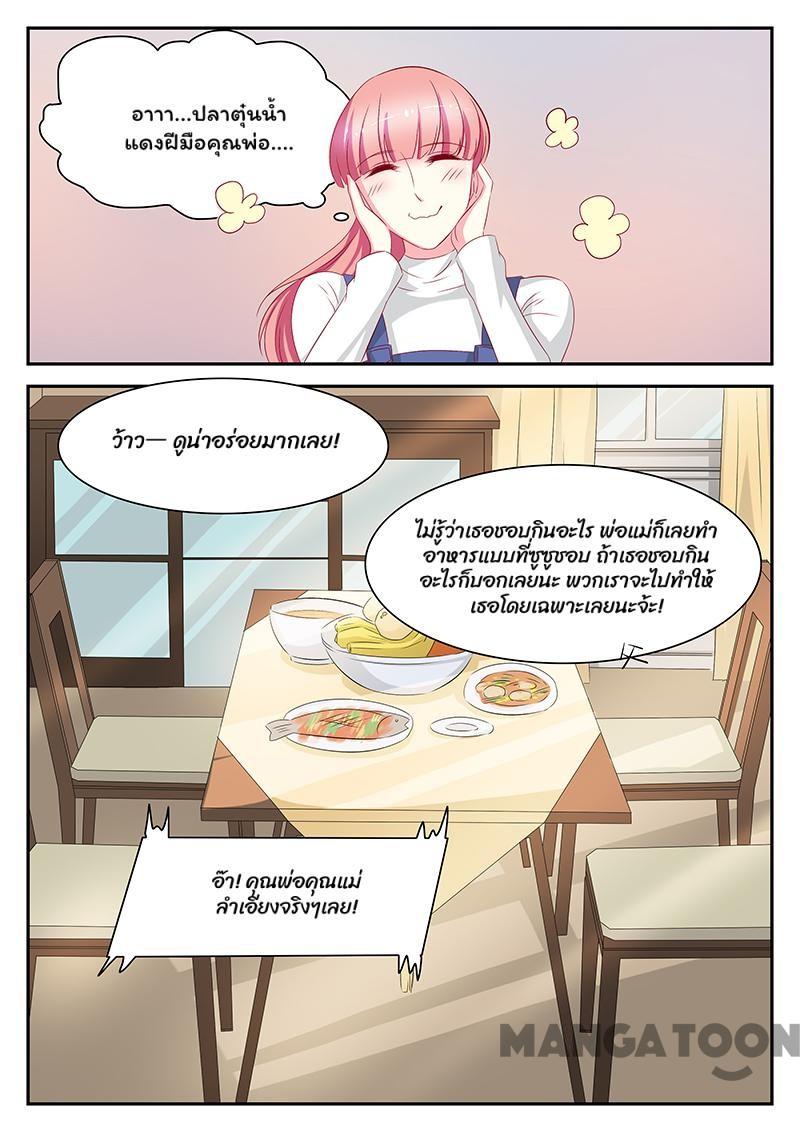 อาาา...ปลาตุ๋นน้ำ
แดงฝีมือคุณพ่อ....
ว้าว— ดูน่าอร่อยมากเลย!
ไม่รู้ว่าเธอชอบกินอะไร พ่อแม่ก็เลยทำ
อาหารแบบที่ซูซูชอบ ถ้าเธอชอบกิน
อะไรก็บอกเลยนะ พวกเราจะไปทำให้
เธอโดยเฉพาะเลยนะจ้ะ!
อ๊า! คุณพ่อคุณแม่
ลำเอียงจริงๆเลย!
MANGATOON